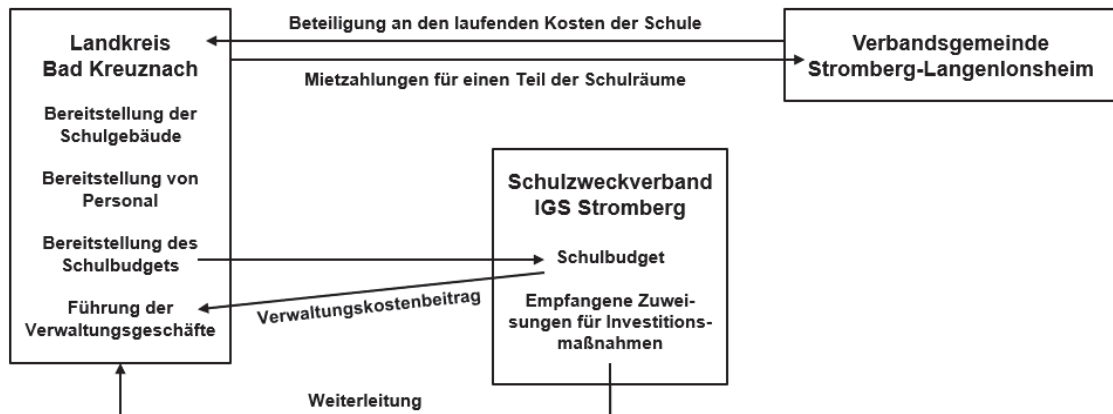 Beteiligung an den laufenden Kosten der Schule
Landkreis
Bad Kreuznach
Verbandsgemeinde
Stromberg-Langenlonsheim
Mietzahlungen für einen Teil der Schulräume
Bereitstellung der
Schulgebäude
Bereitstellung von
Personal
Bereitstellung des
Schulbudgets
Führung der
Verwaltungsgeschäfte
Schulzweckverband
IGS Stromberg
Schulbudget
Verwaltungskostenbeitrag
Empfangene Zuwei-
sungen für Investitions-
maßnahmen
Weiterleitung